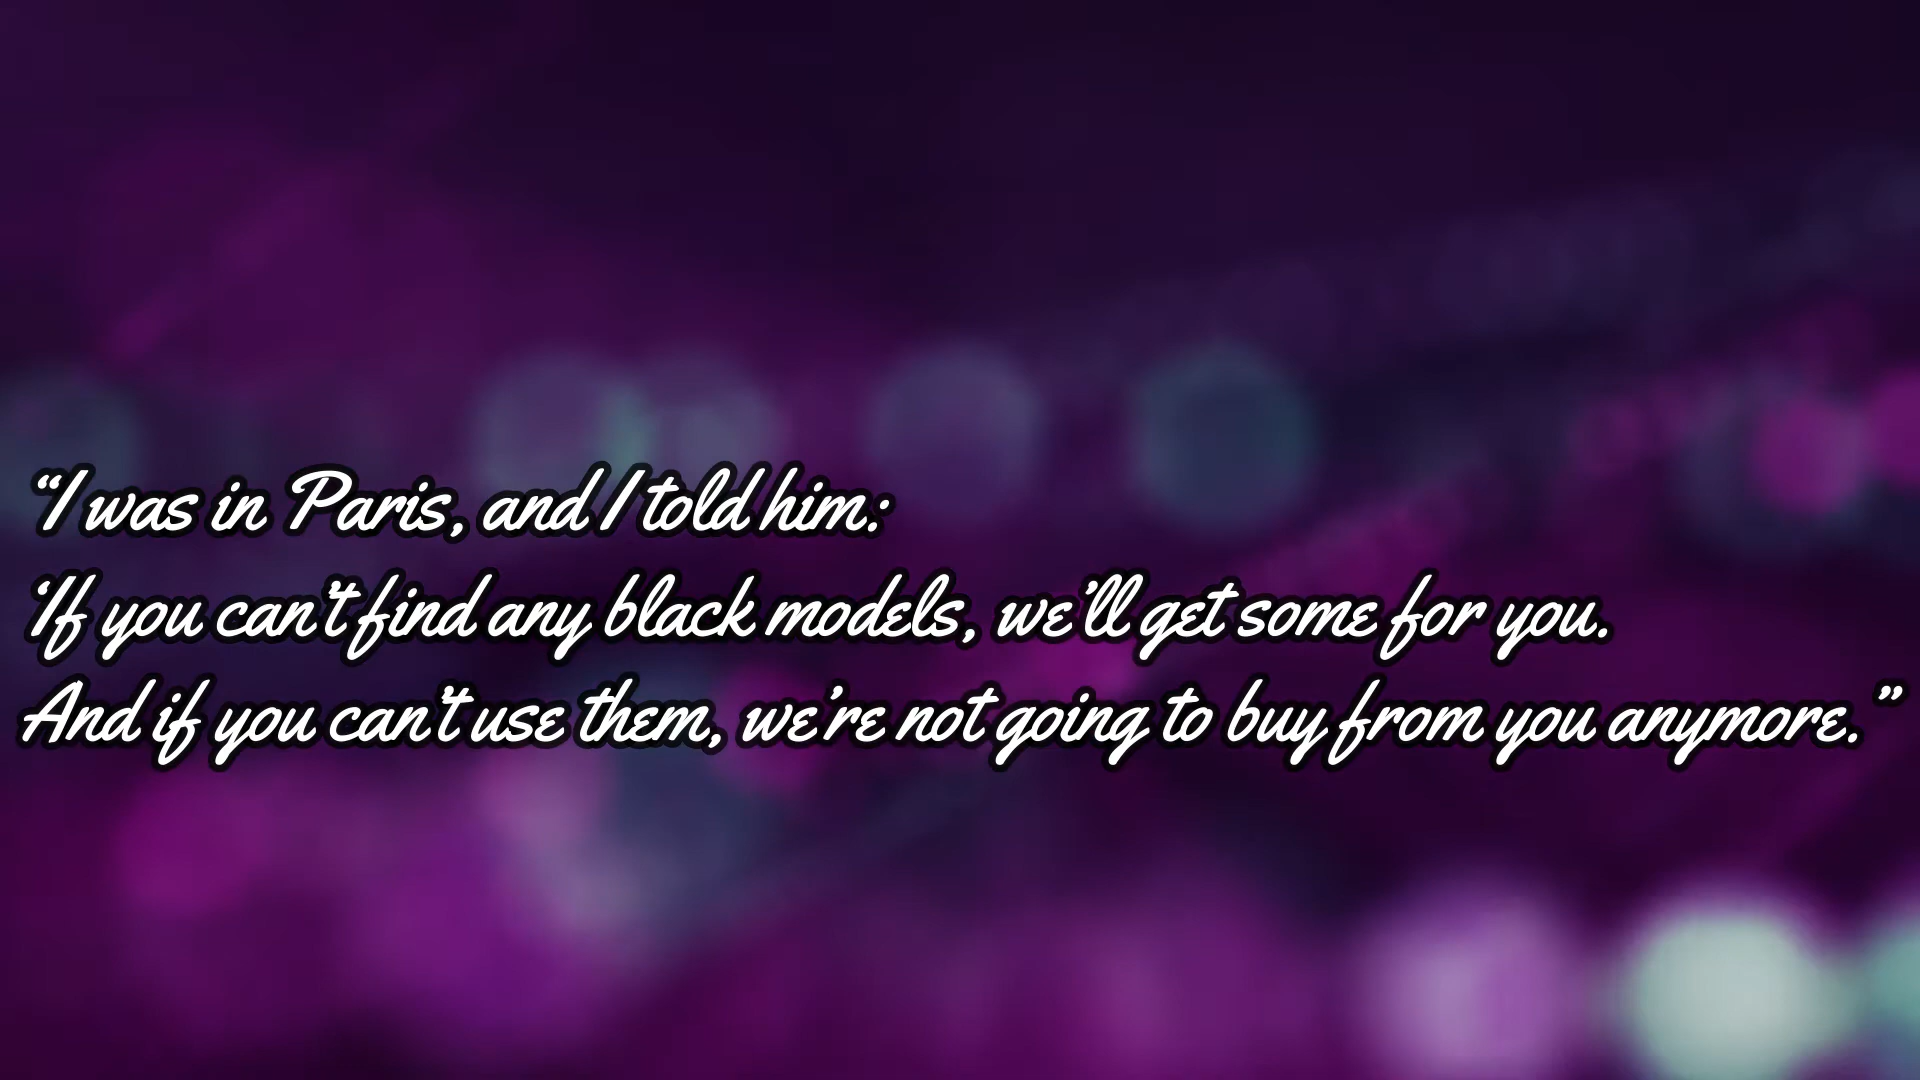 “I was in Paris, and I told him:
‘If you can’t find any black models, we’ll get some for you.
And if you can’t use them, we’re not going to buy from you anymore.”